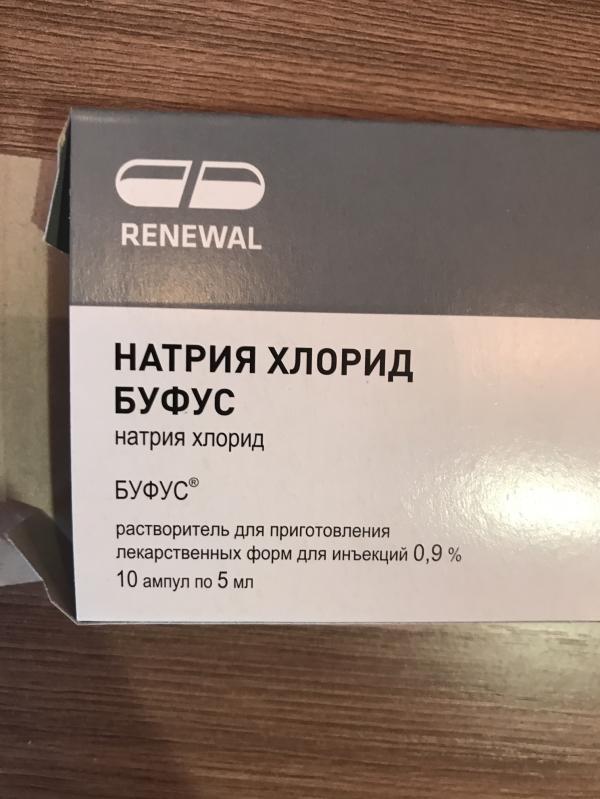 RENEWAL
НАТРИЯ ХЛОРИД
БУФУС
натрия хлорид
БУФУС®
растворитель для приготовления
лекарственных форм для инъекций 0,9 %
10 ампул по 5 мл